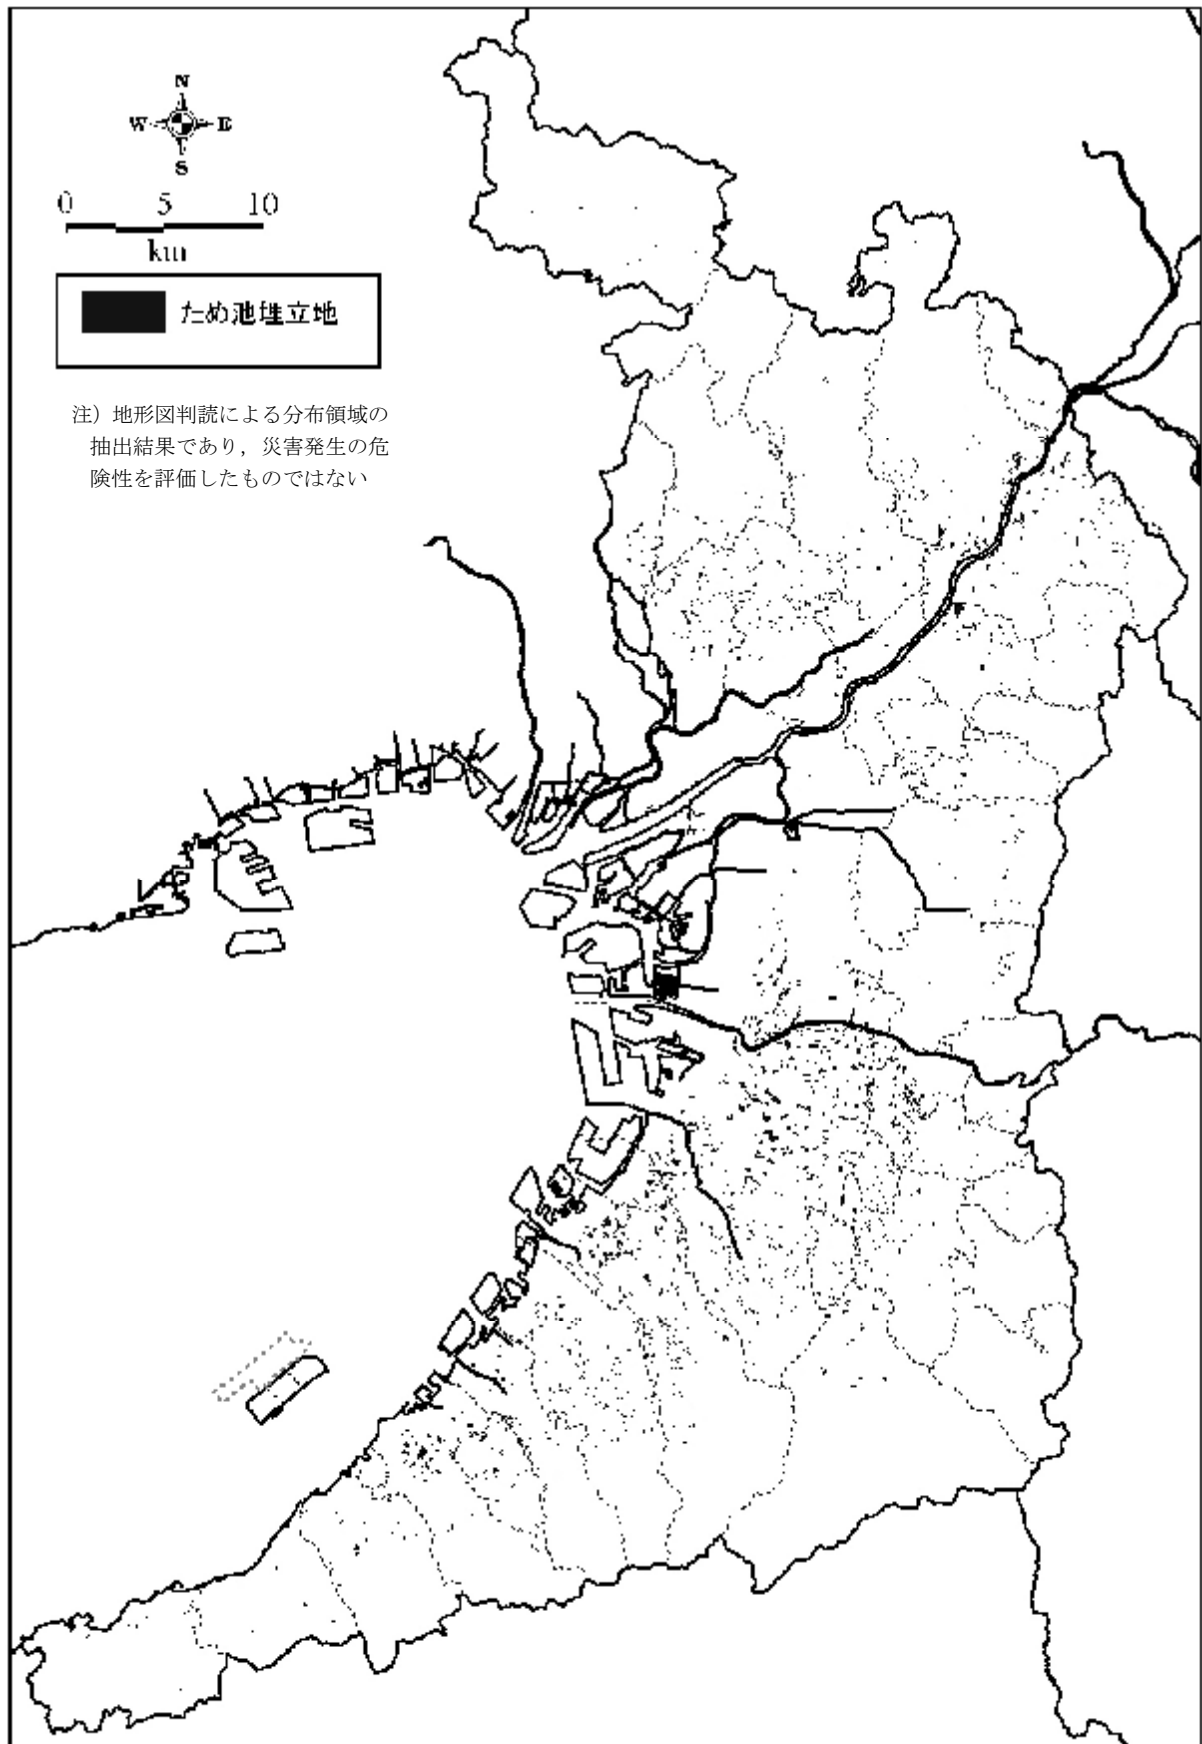 N
W E
S
0 5 10
km
ため池埋立地
注）地形図判読による分布領域の
抽出結果であり，災害発生の危
険性を評価したものではない